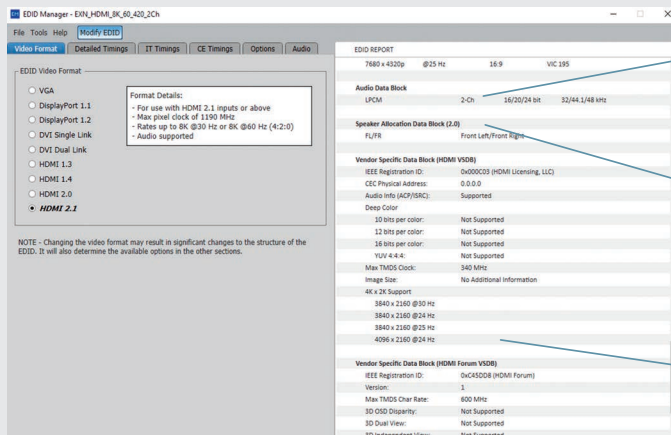 EDID Manager - EXN_HDMI_8K_60_420_2Ch
File Tools Help Modify EDID
Video Format Detailed Timings IT Timings CE Timings Options Audio
EDID Video Format
VGA
DisplayPort 1.1
DisplayPort 1.2
DVI Single Link
DVI Dual Link
HDMI 1.3
HDMI 1.4
HDMI 2.0
HDMI 2.1
Format Details:
- For use with HDMI 2.1 inputs or above
- Max pixel clock of 1190 MHz
- Rates up to 8K @30 Hz or 8K @60 Hz (4:2:0)
- Audio supported
NOTE - Changing the video format may result in significant changes to the structure of the
EDID. It will also determine the available options in the other sections.
EDID REPORT
7680 x 4320p @25 Hz 16:9 VIC 195
Audio Data Block
LPCM 2-Ch 16/20/24 bit 32/44.1/48 kHz
Speaker Allocation Data Block (2.0)
FL/FR Front Left/Front Right
Vendor Specific Data Block (HDMI VSDB)
IEEE Registration ID: 0x000C03 (HDMI Licensing, LLC)
CEC Physical Address: 0.0.0.0
Audio Info (ACP/ISRC): Supported
Deep Color
10 bits per color: Not Supported
12 bits per color: Not Supported
16 bits per color: Not Supported
YUV 4:4:4: Not Supported
Max TMDS Clock: 340 MHz
Image Size: No Additional Information
4K x 2K Support
3840 x 2160 @30 Hz
3840 x 2160 @24 Hz
3840 x 2160 @25 Hz
4096 x 2160 @24 Hz
Vendor Specific Data Block (HDMI Forum VSDB)
IEEE Registration ID: 0xC45DD8 (HDMI Forum)
Version: 1
Max TMDS Char Rate: 600 MHz
3D OSD Disparity: Not Supported
3D Dual View: Not Supported
3D Independent View: Not Supported